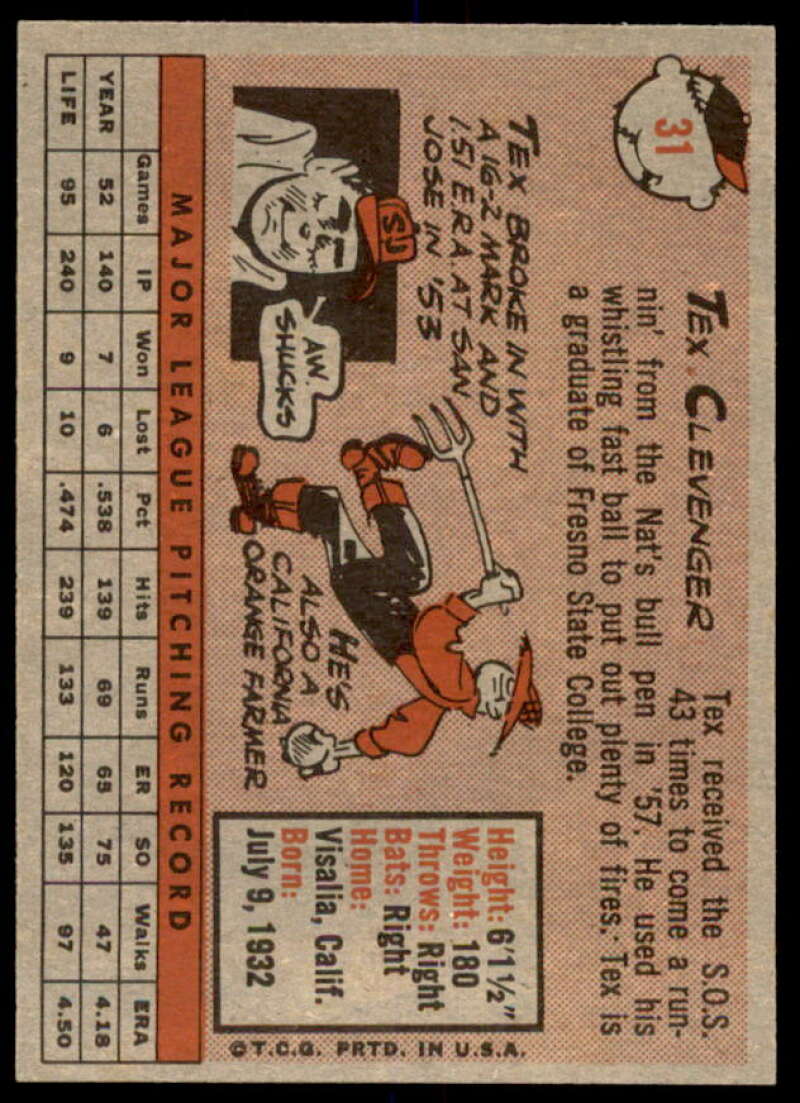 31
TEX CLEVENGER
Tex received the S.O.S.
43 times to come a run-
nin' from the Nat's bull pen in '57. He used his
whistling fast ball to put out plenty of fires. Tex is
a graduate of Fresno State College.
TEX BROKE IN WITH
A 16-2 MARK AND
1.51 ERA AT SAN
JOSE IN '53
SJ
AW.
SHUCKS
HE'S
ALSO A
CALIFORNIA
ORANGE FARMER
Height: 6'1½"
Weight: 180
Throws: Right
Bats: Right
Home:
Visalia, Calif.
Born:
July 9, 1932
©T.C.G. PRTD. IN U.S.A.
MAJOR LEAGUE PITCHING RECORD
Games IP Won Lost Pct Hits Runs ER SO Walks ERA
YEAR 52 140 7 6 .538 139 69 65 75 47 4.18
LIFE 95 240 9 10 .474 239 133 120 135 97 4.50